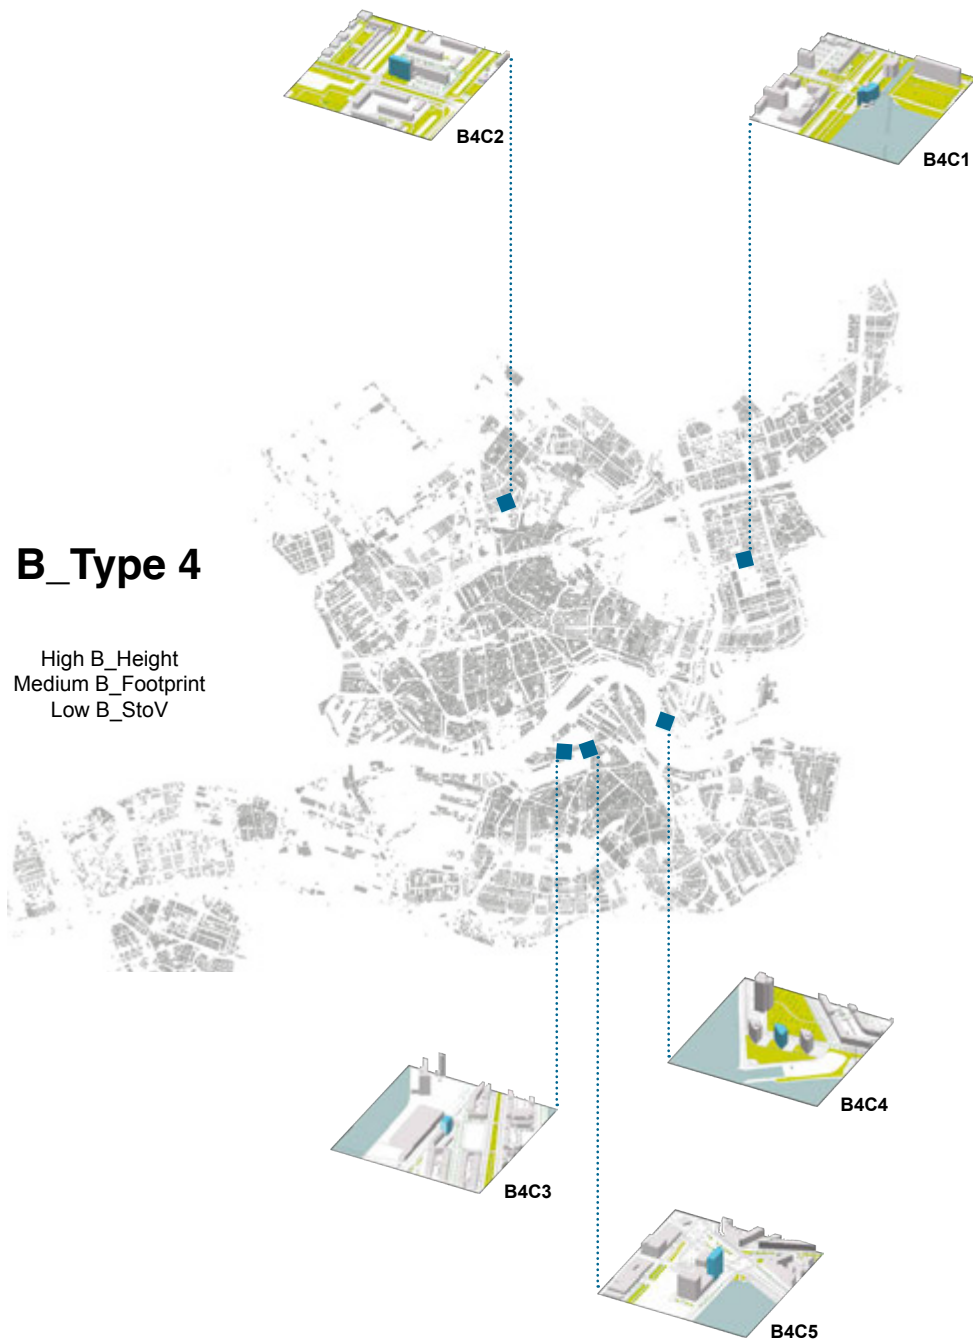 B4C2
B4C1
B_Type 4
High B_Height
Medium B_Footprint
Low B_StoV
B4C4
B4C3
B4C5